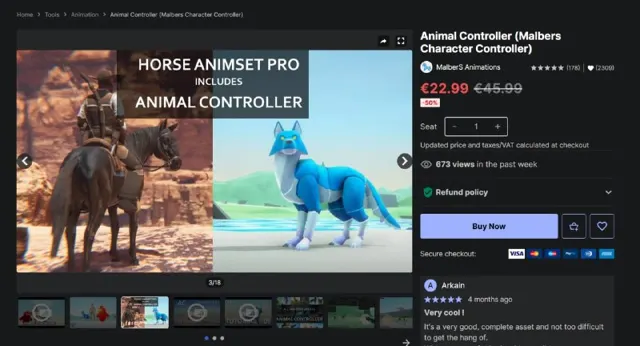 Home > Tools > Animation > Animal Controller (Malbers Character Controller)
HORSE ANIMSET PRO
INCLUDES
ANIMAL CONTROLLER
3/18
Animal Controller (Malbers
Character Controller)
MalberS Animations
(178)
(2309)
€22.99 €45.99
-50%
Seat - 1 +
Updated price and taxes/VAT calculated at checkout
673 views in the past week
Refund policy
Buy Now
Secure checkout:
VISA
A Arkain
4 months ago
Very cool !
It's a very good, complete asset and not too difficult
to get the hang of.